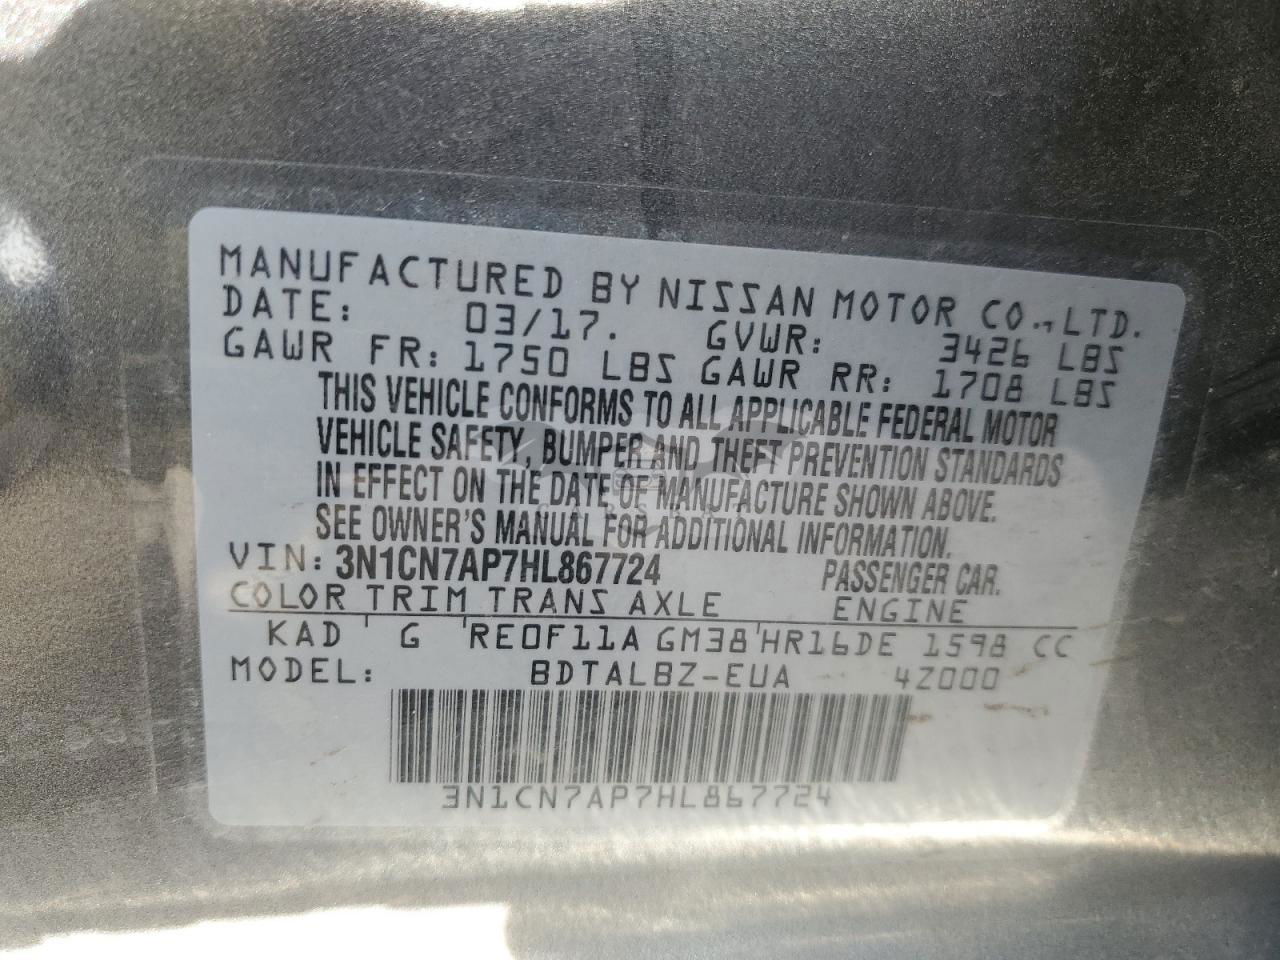 MANUFACTURED BY NISSAN MOTOR CO., LTD.
DATE: 03/17. GVWR: 3426 LBS
GAWR FR: 1750 LBS GAWR RR: 1708 LBS
THIS VEHICLE CONFORMS TO ALL APPLICABLE FEDERAL MOTOR
VEHICLE SAFETY, BUMPER AND THEFT PREVENTION STANDARDS
IN EFFECT ON THE DATE OF MANUFACTURE SHOWN ABOVE.
SEE OWNER'S MANUAL FOR ADDITIONAL INFORMATION.
VIN: 3N1CN7AP7HL867724 PASSENGER CAR.
COLOR TRIM TRANS AXLE ENGINE
KAD G RE0F11A GM38 HR16DE 1598 CC
MODEL: BDTALBZ-EUA 4Z000
3N1CN7AP7HL867724